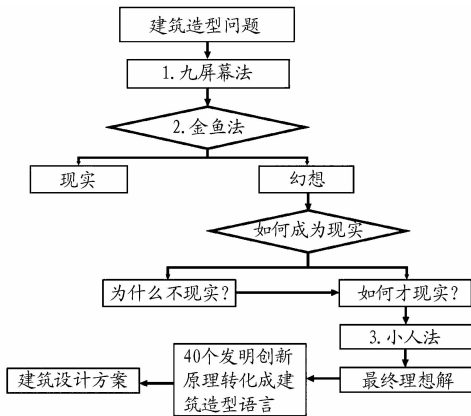 建筑造型问题
1.九屏幕法
2.金鱼法
现实
幻想
如何成为现实
为什么不现实?
如何才现实?
3.小人法
40个发明创新
原理转化成建
筑造型语言
最终理想解
建筑设计方案